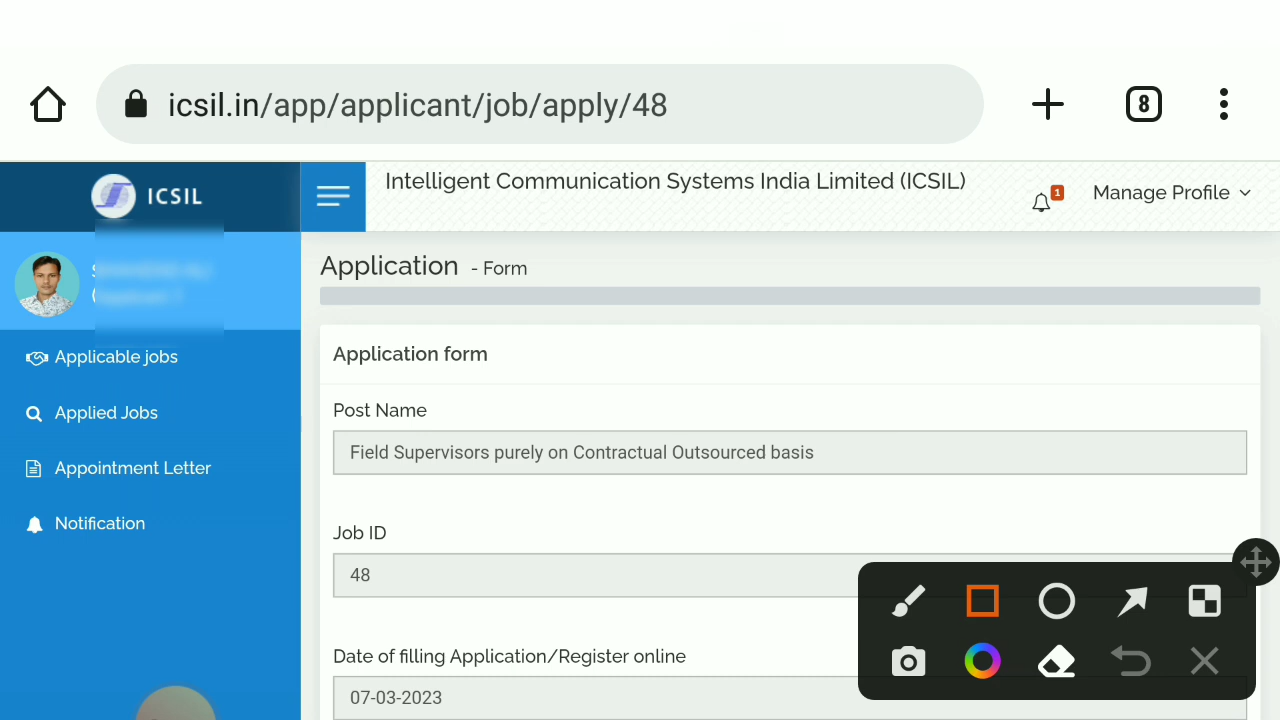 icsil.in/app/applicant/job/apply/48
8
ICSIL
Intelligent Communication Systems India Limited (ICSIL)
1
Manage Profile
Application - Form
Applicable jobs
Applied Jobs
Appointment Letter
Notification
Application form
Post Name
Field Supervisors purely on Contractual Outsourced basis
Job ID
48
Date of filling Application/Register online
07-03-2023